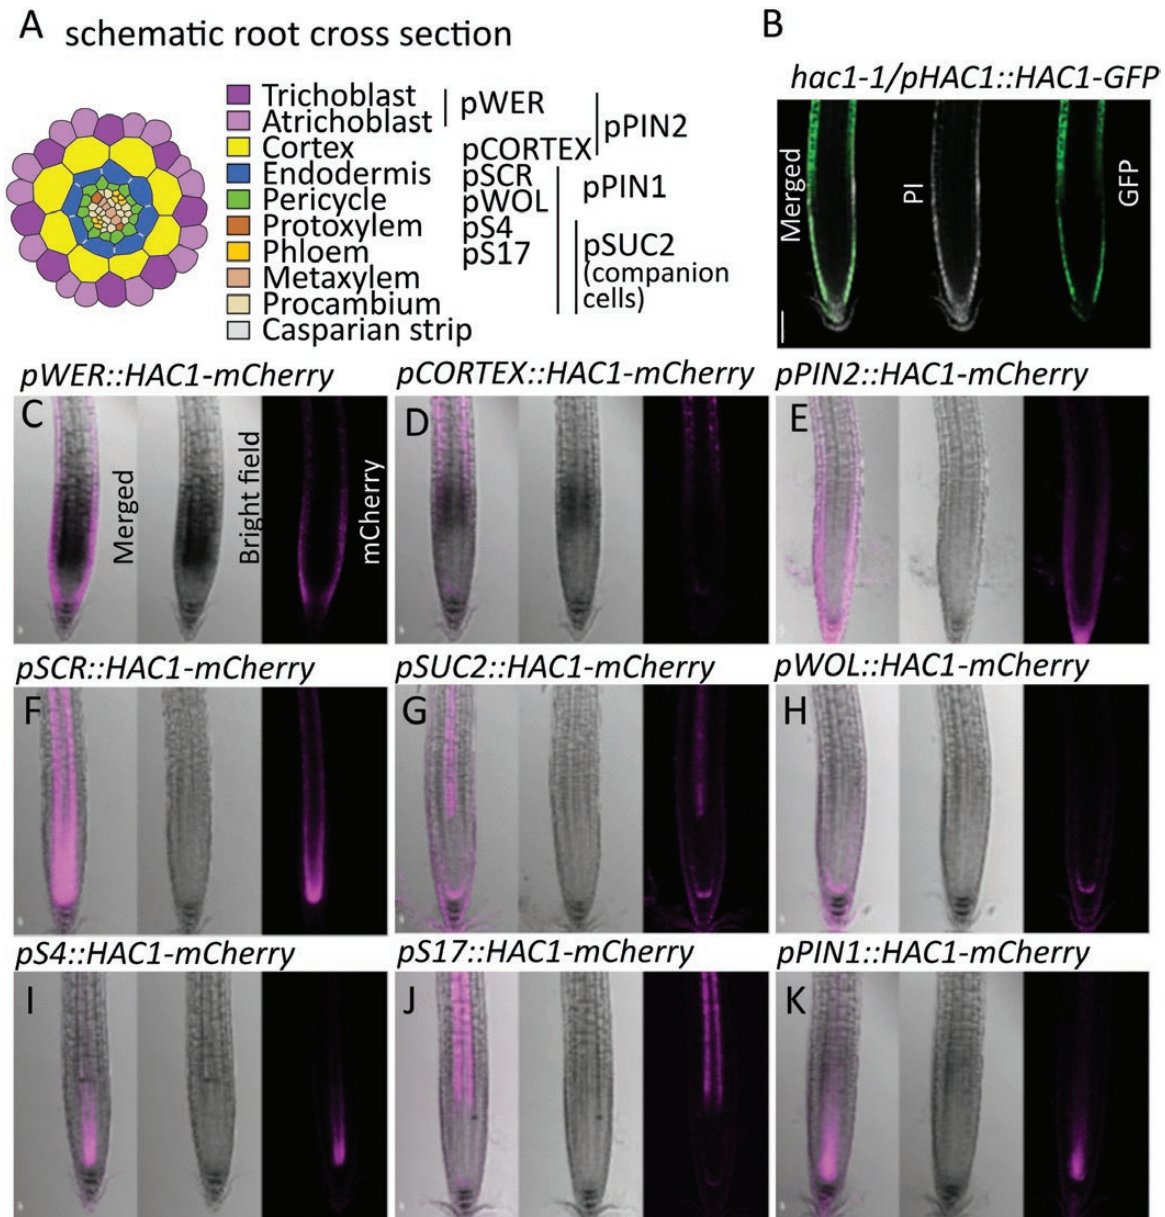 A schematic root cross section
Trichoblast
Atrichoblast
Cortex
Endodermis
Pericycle
Protoxylem
Phloem
Metaxylem
Procambium
Casparian strip
pWER
pCORTEX
pSCR
pWOL
pS4
pS17
pPIN2
pPIN1
pSUC2
(companion
cells)
B
hac1-1/pHAC1::HAC1-GFP
Merged
PI
GFP
pWER::HAC1-mCherry
C
Merged
Bright field
mCherry
pCORTEX::HAC1-mCherry
D
pPIN2::HAC1-mCherry
E
pSCR::HAC1-mCherry
F
pSUC2::HAC1-mCherry
G
pWOL::HAC1-mCherry
H
pS4::HAC1-mCherry
I
pS17::HAC1-mCherry
J
pPIN1::HAC1-mCherry
K